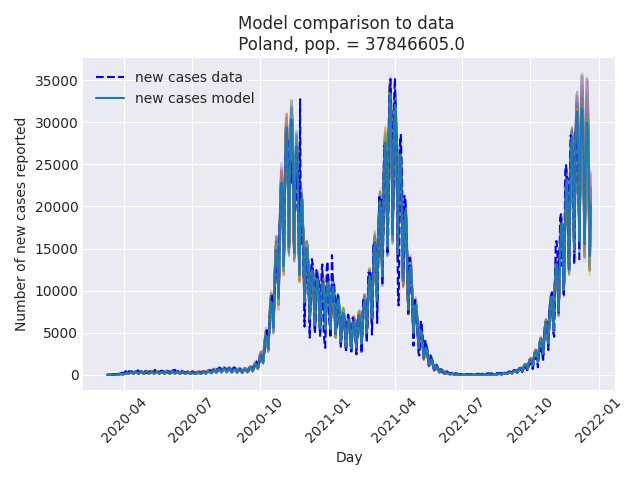 Model comparison to data
Poland, pop. = 37846605.0
new cases data
new cases model
Number of new cases reported
35000
30000
25000
20000
15000
10000
5000
0
2020-04
2020-07
2020-10
2021-01
2021-04
2021-07
2021-10
2022-01
Day